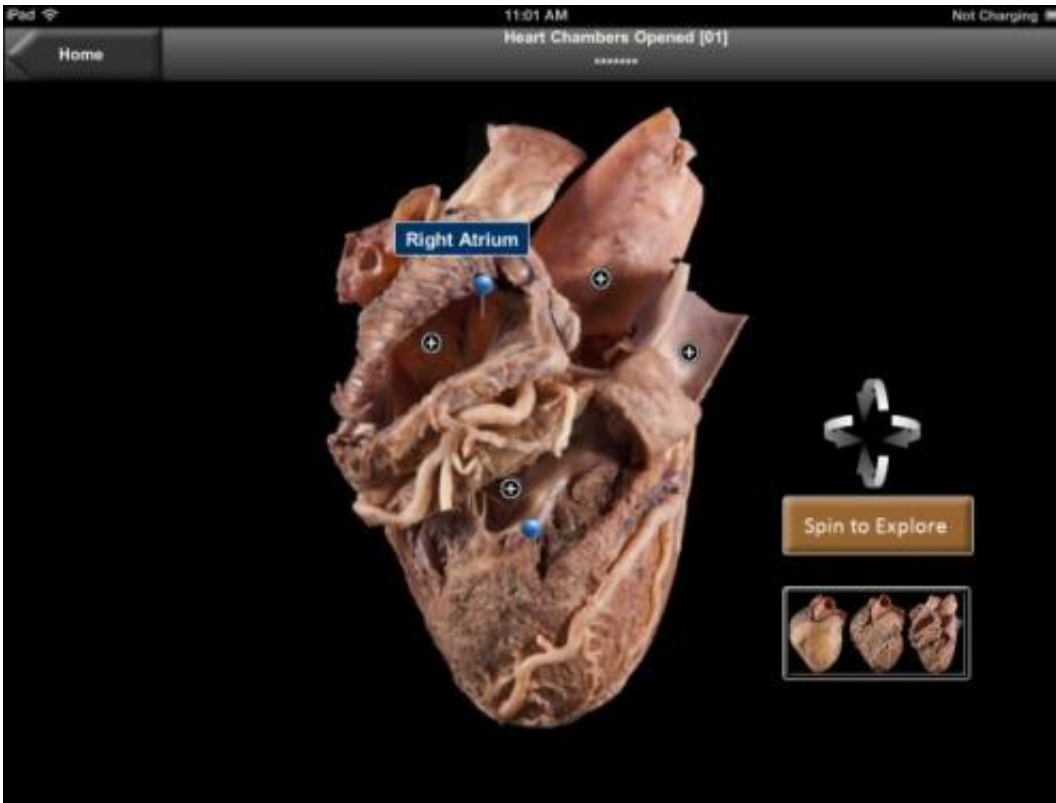 iPad
11:01 AM
Not Charging
Home
Heart Chambers Opened [01]
*******
Right Atrium
Spin to Explore